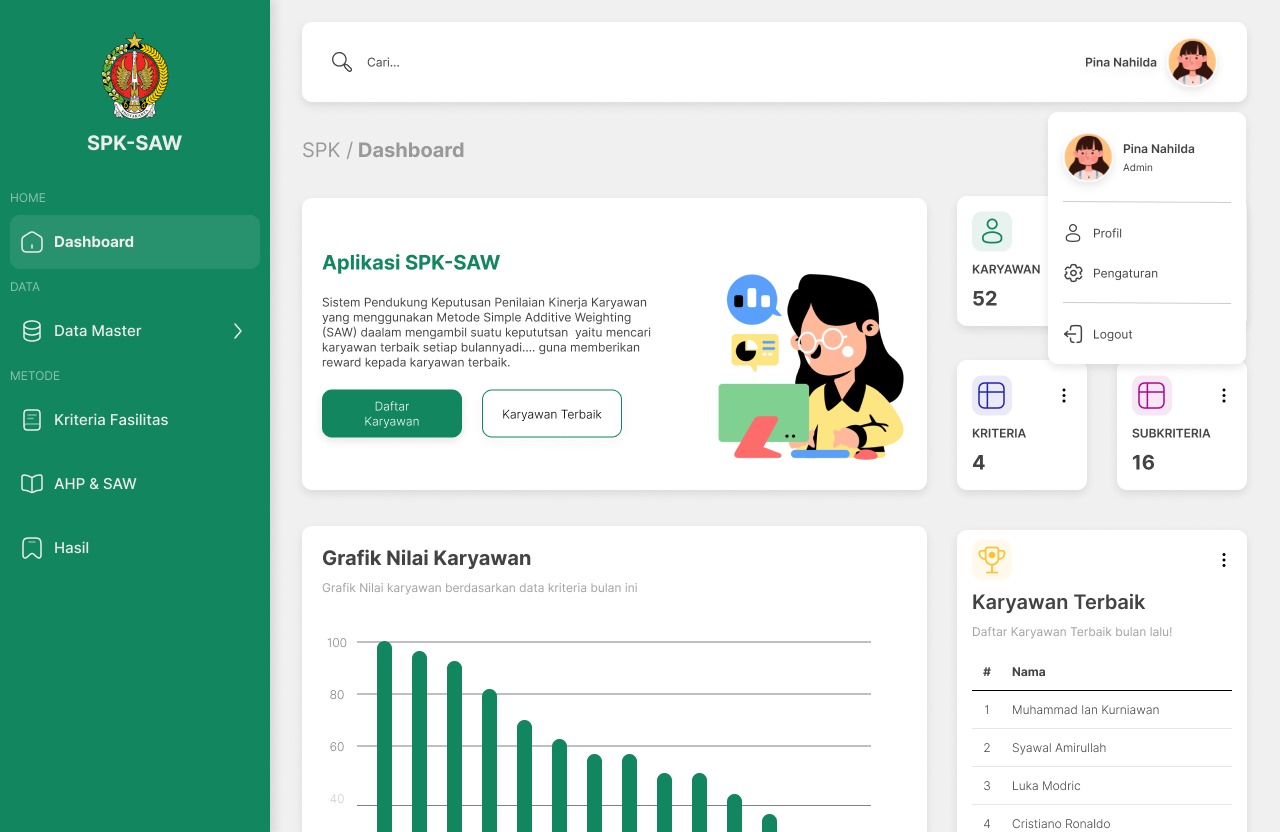 SPK-SAW
HOME
Dashboard
DATA
Data Master
METODE
Kriteria Fasilitas
AHP & SAW
Hasil
Cari...
Pina Nahilda
Pina Nahilda
Admin
Profil
Pengaturan
Logout
SPK / Dashboard
Aplikasi SPK-SAW
Sistem Pendukung Keputusan Penilaian Kinerja Karyawan
yang menggunakan Metode Simple Additive Weighting
(SAW) daalam mengambil suatu kepututsan  yaitu mencari
karyawan terbaik setiap bulannyadi.... guna memberikan
reward kepada karyawan terbaik.
Daftar
Karyawan
Karyawan Terbaik
KARYAWAN
52
KRITERIA
4
SUBKRITERIA
16
Grafik Nilai Karyawan
Grafik Nilai karyawan berdasarkan data kriteria bulan ini
100
80
60
40
Karyawan Terbaik
Daftar Karyawan Terbaik bulan lalu!
# Nama
1 Muhammad Ian Kurniawan
2 Syawal Amirullah
3 Luka Modric
4 Cristiano Ronaldo